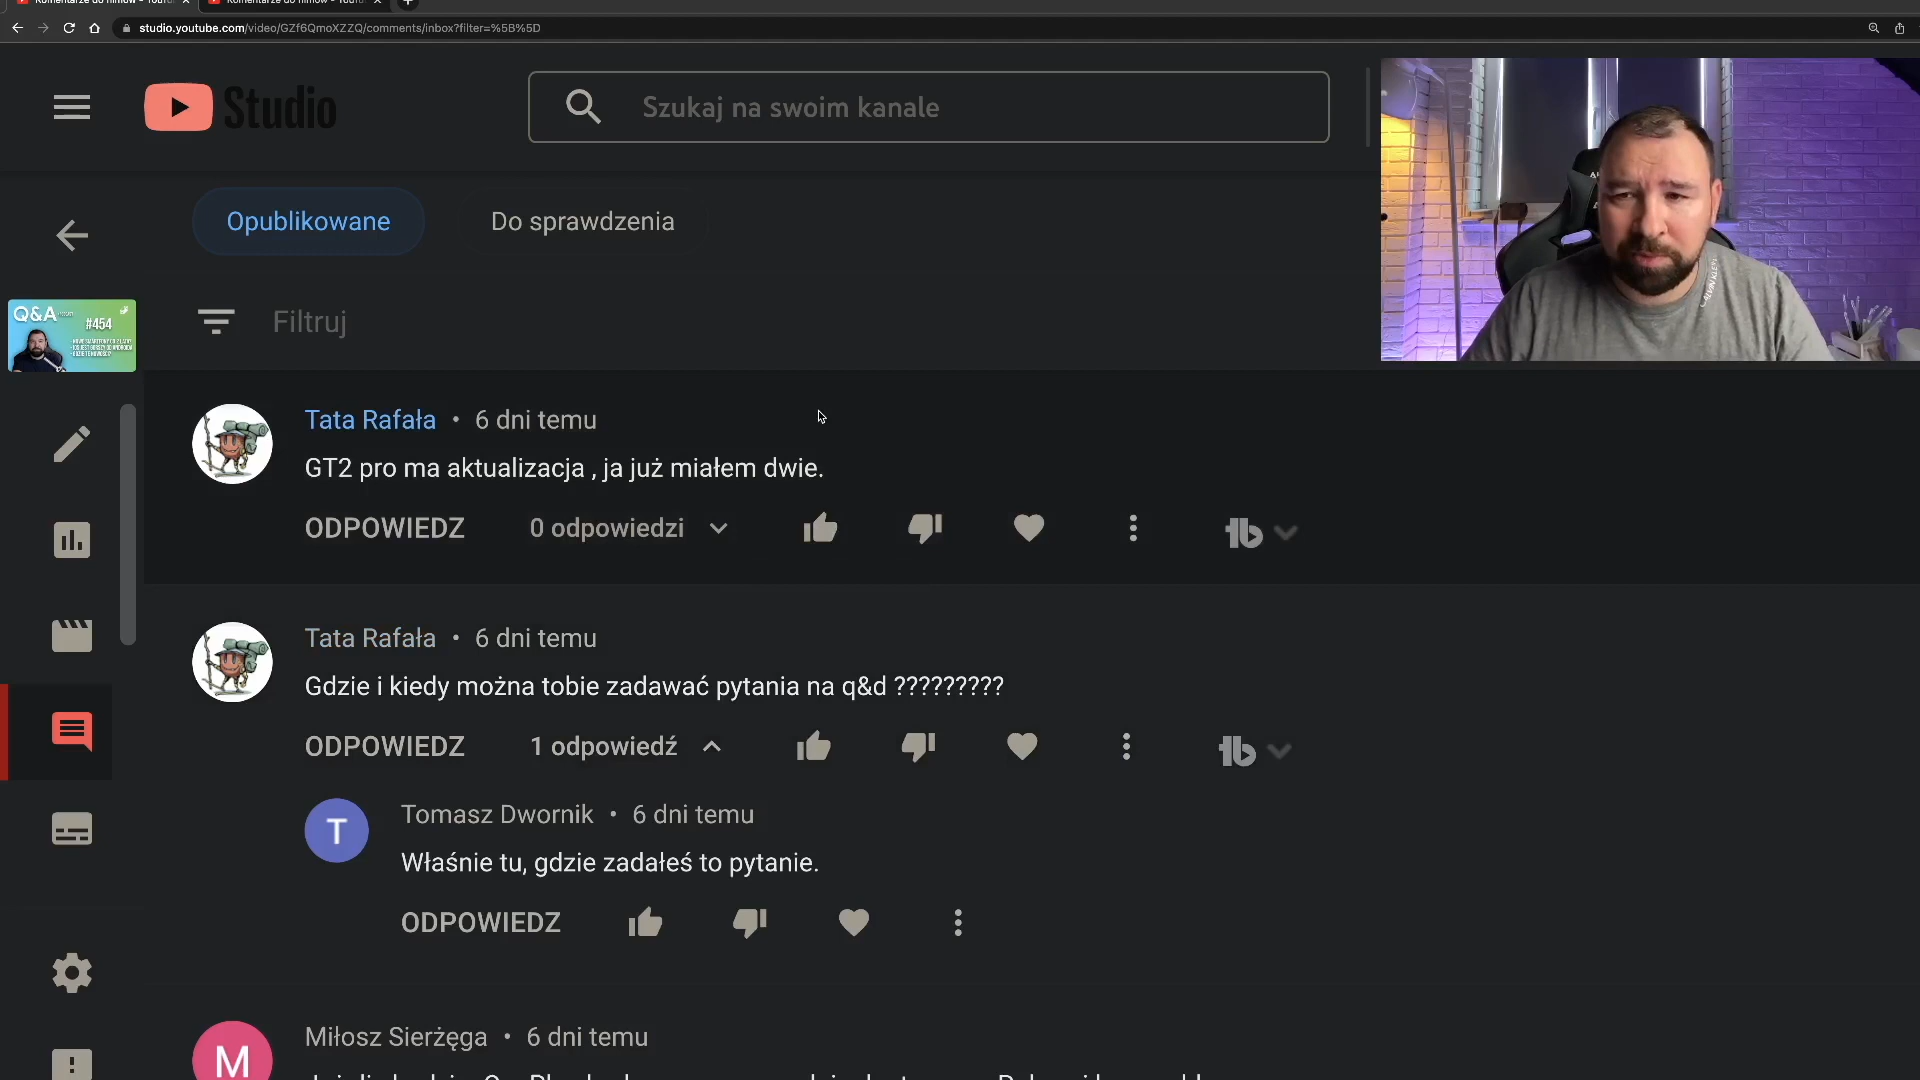 studio.youtube.com/video/GZf6QmoXZZQ/comments/inbox?filter=%5B%5D
Studio
Szukaj na swoim kanale
Opublikowane
Do sprawdzenia
Q&A
#454
Filtruj
Tata Rafała • 6 dni temu
GT2 pro ma aktualizacja , ja już miałem dwie.
ODPOWIEDZ
0 odpowiedzi
Tata Rafała • 6 dni temu
Gdzie i kiedy można tobie zadawać pytania na q&d ?????????
ODPOWIEDZ
1 odpowiedź
T
Tomasz Dwornik • 6 dni temu
Właśnie tu, gdzie zadałeś to pytanie.
ODPOWIEDZ
M
Miłosz Sierżęga • 6 dni temu
CALVIN KLEIN